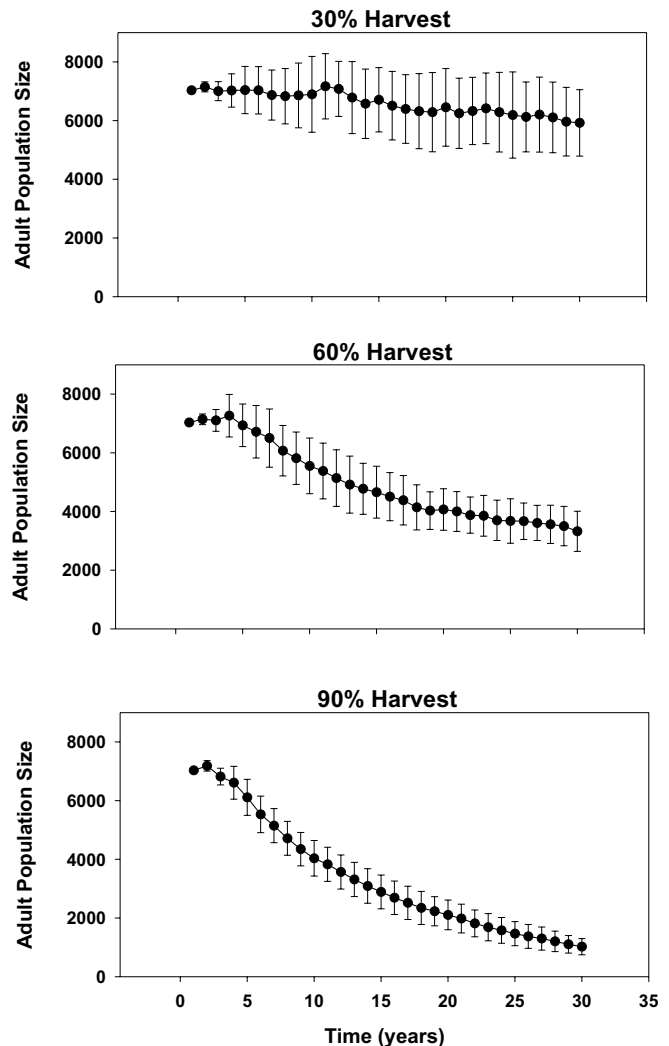 30% Harvest
8000
6000
4000
2000
0
Adult Population Size
60% Harvest
8000
6000
4000
2000
0
Adult Population Size
90% Harvest
8000
6000
4000
2000
0
Adult Population Size
0 5 10 15 20 25 30 35
Time (years)